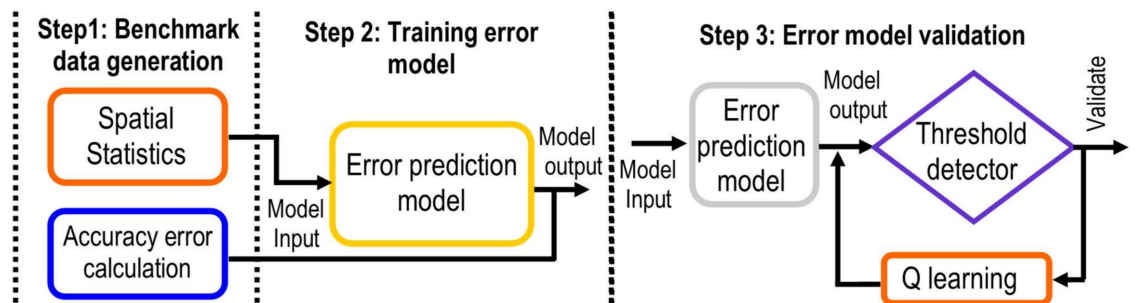 Step1: Benchmark
data generation
Spatial
Statistics
Accuracy error
calculation
Step 2: Training error
model
Model
Input
Error prediction
model
Model
output
Step 3: Error model validation
Model
Input
Error
prediction
model
Model
output
Threshold
detector
Validate
Q learning